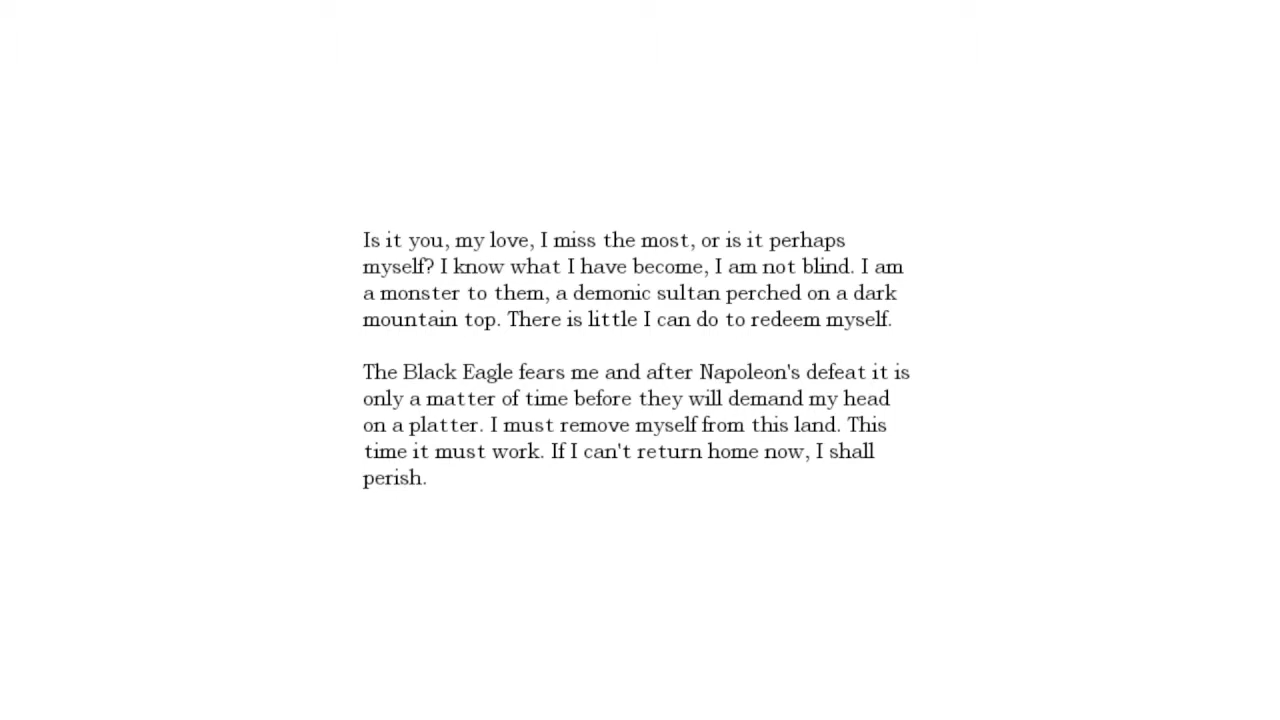 Is it you, my love, I miss the most, or is it perhaps
myself? I know what I have become, I am not blind. I am
a monster to them, a demonic sultan perched on a dark
mountain top. There is little I can do to redeem myself.
The Black Eagle fears me and after Napoleon's defeat it is
only a matter of time before they will demand my head
on a platter. I must remove myself from this land. This
time it must work. If I can't return home now, I shall
perish.